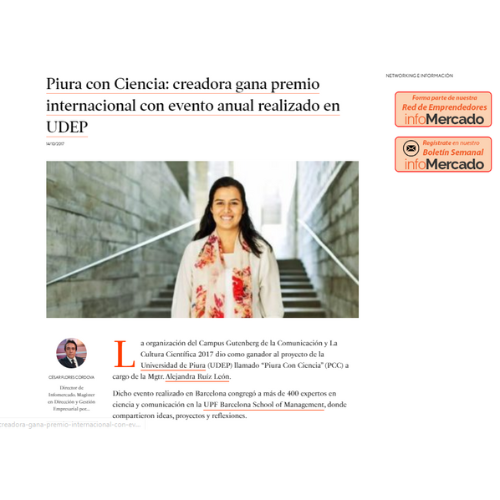 NETWORKING E INFORMACIÓN
Piura con Ciencia: creadora gana premio
internacional con evento anual realizado en
UDEP
14/12/2017
Forma parte de nuestra
Red de Emprendedores
infoMercado
Regístrate en nuestro
Boletín Semanal
infoMercado
La organización del Campus Gutenberg de la Comunicación y La
Cultura Científica 2017 dio como ganador al proyecto de la
Universidad de Piura (UDEP) llamado "Piura Con Ciencia" (PCC) a
cargo de la Mgtr. Alejandra Ruiz León.
CESAR FLORES CORDOVA
Director de
Infomercado. Magister
en Dirección y Gestión
Empresarial por...
Dicho evento realizado en Barcelona congregó a más de 400 expertos en
ciencia y comunicación en la UPF Barcelona School of Management, donde
compartieron ideas, proyectos y reflexiones.
creadora-gana-premio-internacional-con-ev...